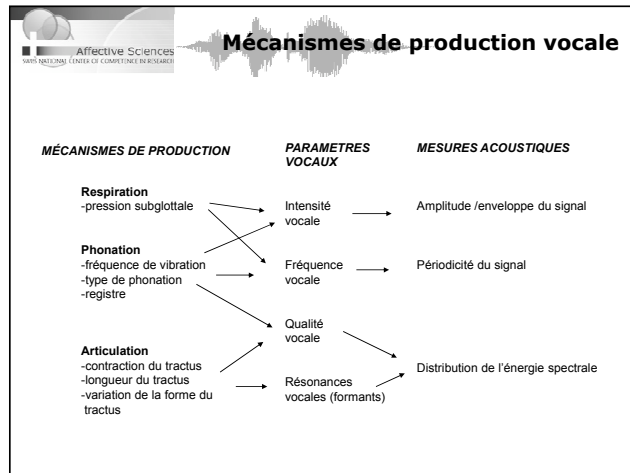 Affective Sciences
SWISS NATIONAL CENTER OF COMPETENCE IN RESEARCH
Mécanismes de production vocale
MÉCANISMES DE PRODUCTION
PARAMETRES
VOCAUX
MESURES ACOUSTIQUES
Respiration
-pression subglottale
Phonation
-fréquence de vibration
-type de phonation
-registre
Articulation
-contraction du tractus
-longueur du tractus
-variation de la forme du
tractus
Intensité
vocale
Fréquence
vocale
Qualité
vocale
Résonances
vocales (formants)
Amplitude /enveloppe du signal
Périodicité du signal
Distribution de l'énergie spectrale